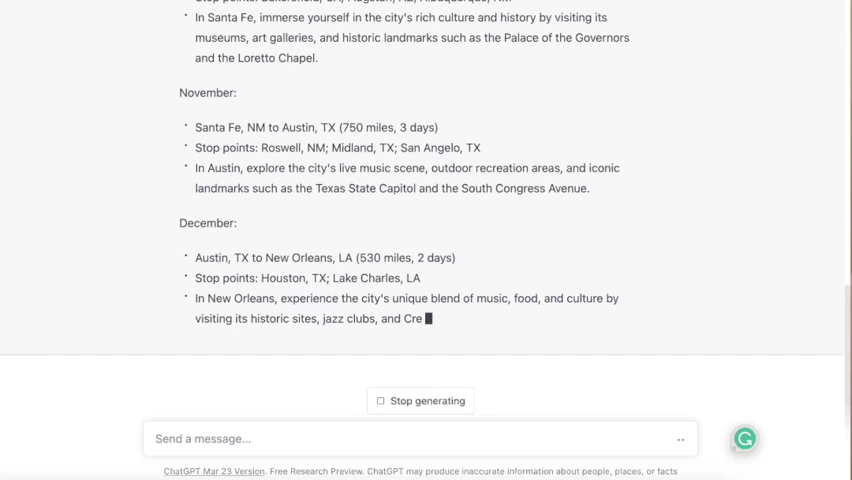 In Santa Fe, immerse yourself in the city's rich culture and history by visiting its
museums, art galleries, and historic landmarks such as the Palace of the Governors
and the Loretto Chapel.
November:
Santa Fe, NM to Austin, TX (750 miles, 3 days)
Stop points: Roswell, NM; Midland, TX; San Angelo, TX
In Austin, explore the city's live music scene, outdoor recreation areas, and iconic
landmarks such as the Texas State Capitol and the South Congress Avenue.
December:
Austin, TX to New Orleans, LA (530 miles, 2 days)
Stop points: Houston, TX; Lake Charles, LA
In New Orleans, experience the city's unique blend of music, food, and culture by
visiting its historic sites, jazz clubs, and Cre
Stop generating
Send a message...
ChatGPT Mar 23 Version. Free Research Preview. ChatGPT may produce inaccurate information about people, places, or facts